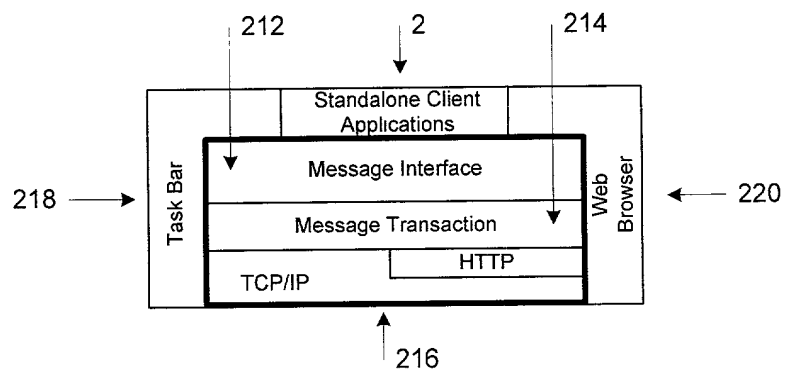 212
2
214
Standalone Client
Applications
Message Interface
Task Bar
Web
Browser
218
220
Message Transaction
HTTP
TCP/IP
216